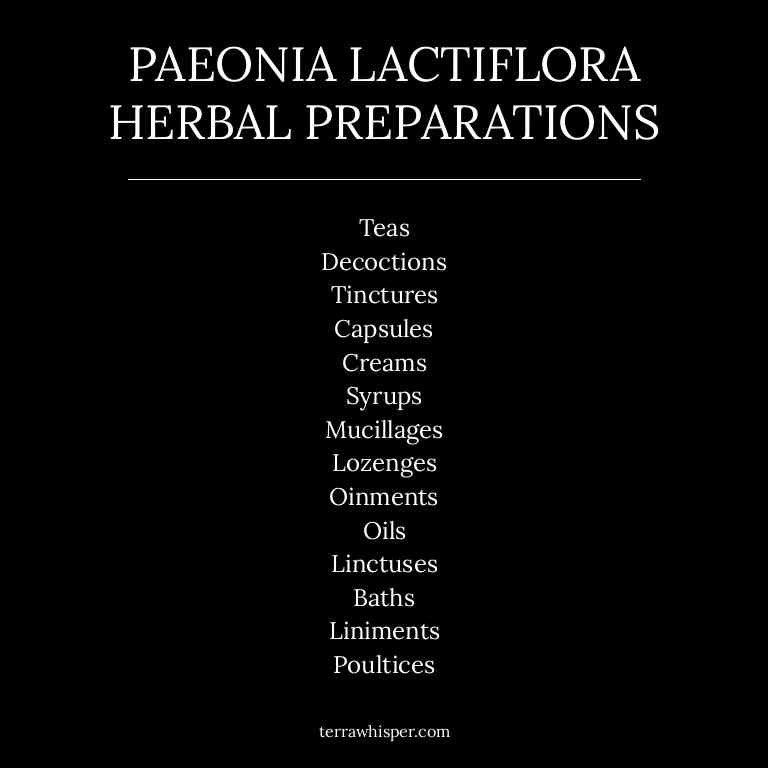 PAEONIA LACTIFLORA
HERBAL PREPARATIONS
Teas
Decoctions
Tinctures
Capsules
Creams
Syrups
Mucillages
Lozenges
Oinments
Oils
Linctuses
Baths
Liniments
Poultices
terrawhisper.com